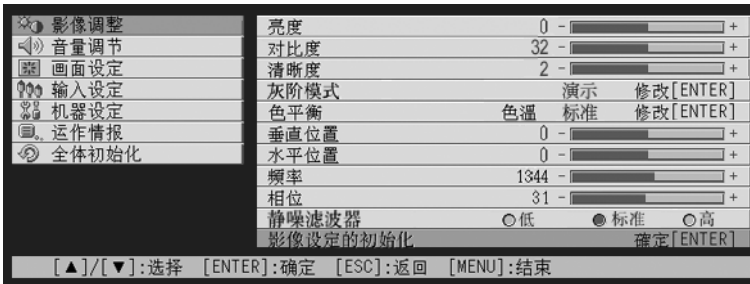 影像调整
音量调节
画面设定
输入设定
机器设定
运作情报
全体初始化
亮度 0 - +
对比度 32 - +
清晰度 2 - +
灰阶模式 演示 修改[ENTER]
色平衡 色溫 标准 修改[ENTER]
垂直位置 0 - +
水平位置 0 - +
频率 1344 - +
相位 31 - +
静噪滤波器 低 标准 高
影像设定的初始化 確定[ENTER]
[▲]/[▼]:选择 [ENTER]:确定 [ESC]:返回 [MENU]:结束